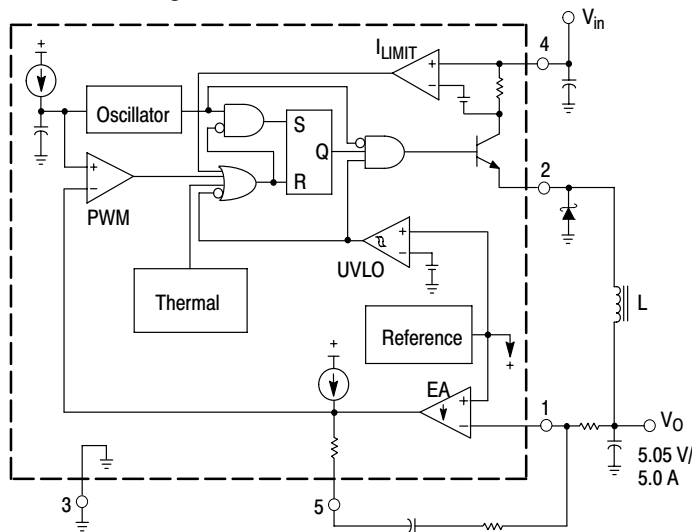 V_in
4
I_LIMIT
+
−
+
Oscillator
S
Q
R
2
+
−
PWM
+
−
UVLO
Thermal
L
Reference
+
+
EA
+
−
1
V_O
5.05 V/
5.0 A
3
5